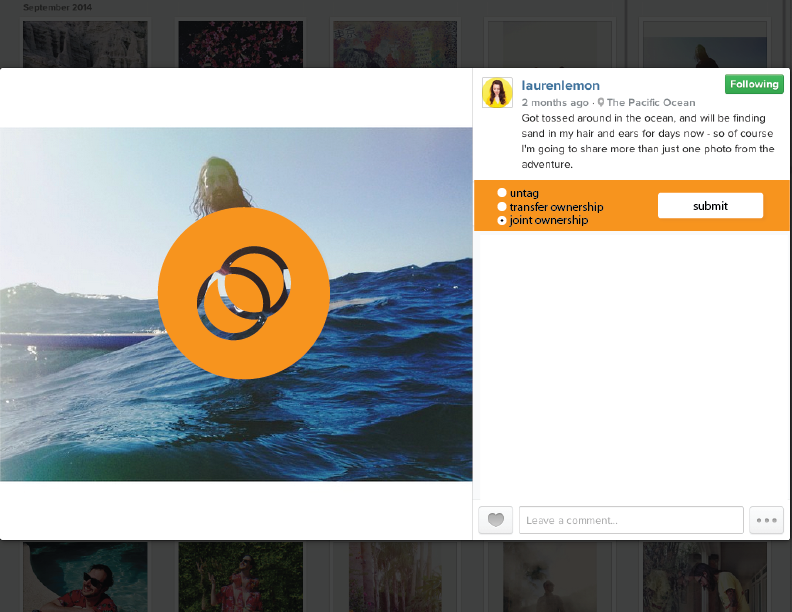 September 2014
laurenlemon
Following
2 months ago · The Pacific Ocean
Got tossed around in the ocean, and will be finding
sand in my hair and ears for days now - so of course
I'm going to share more than just one photo from the
adventure.
untag
transfer ownership
joint ownership
submit
Leave a comment...